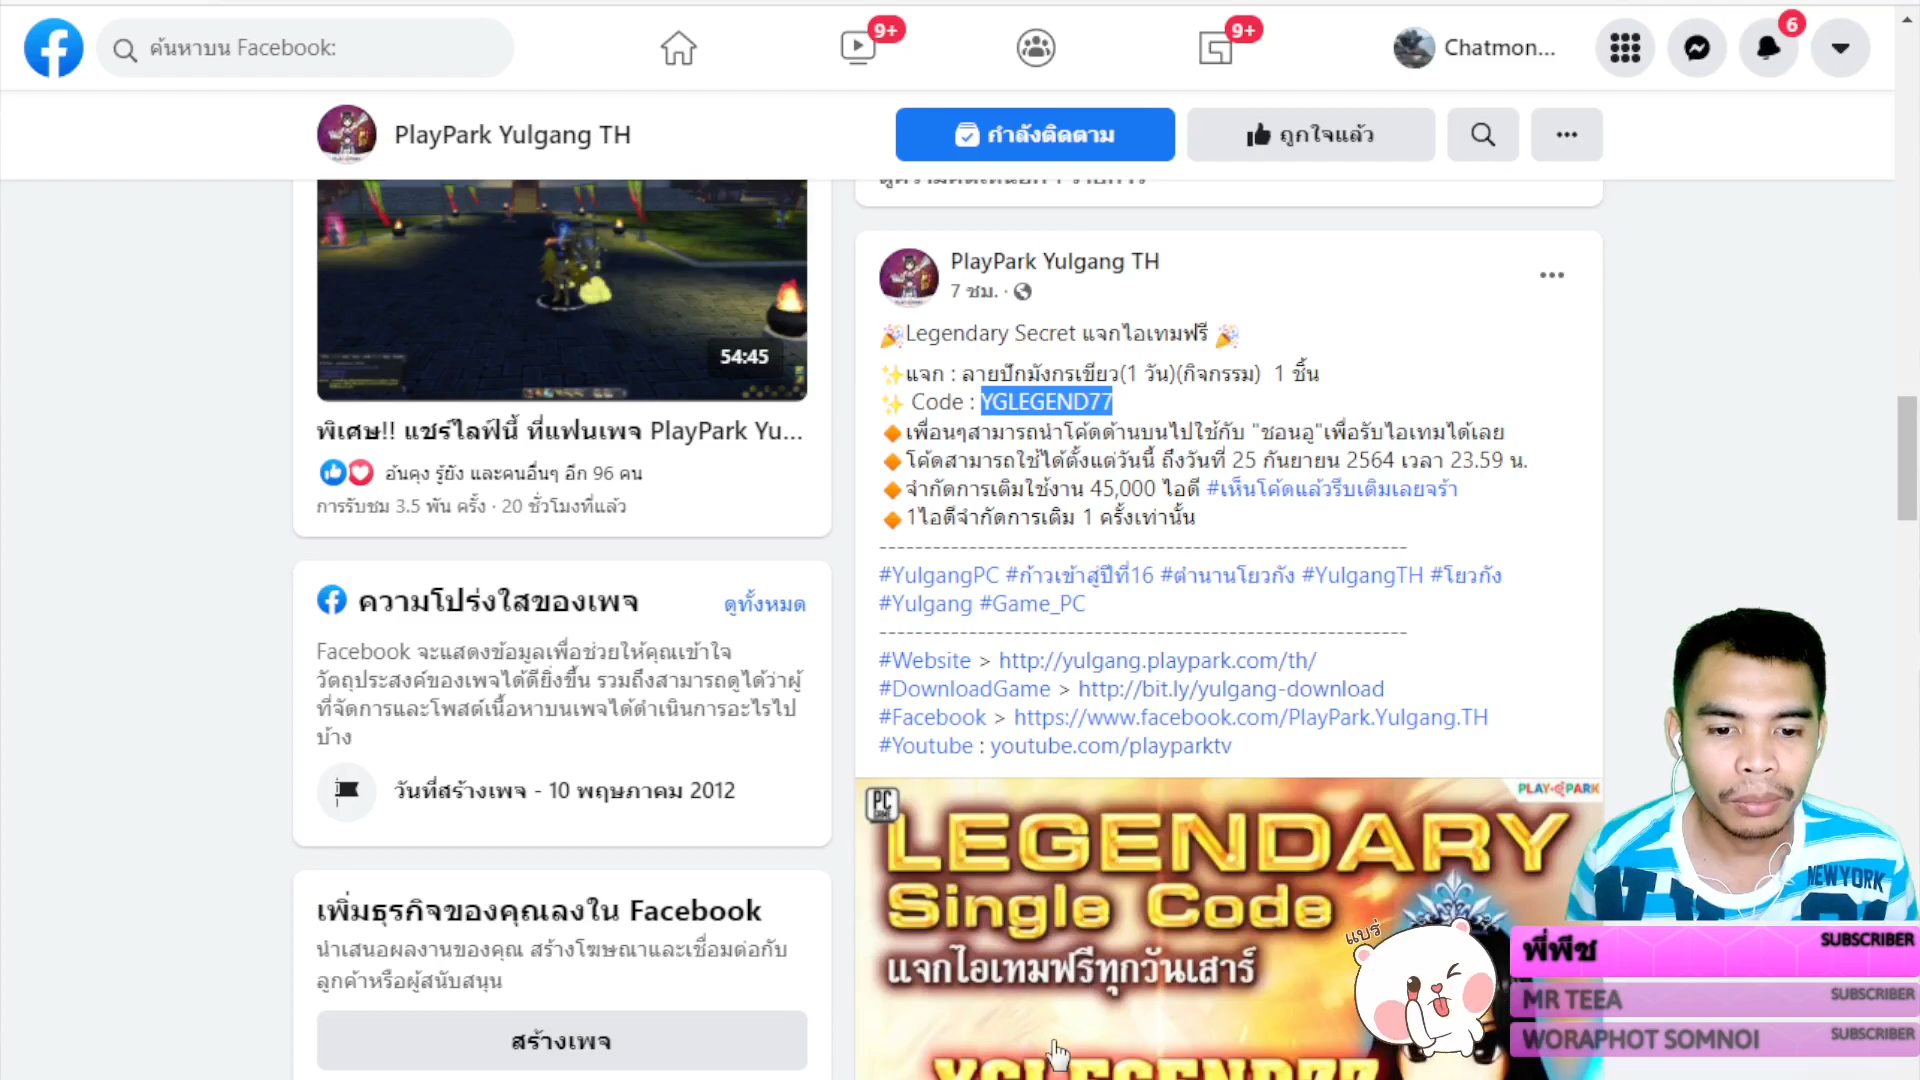 ค้นหาบน Facebook:
9+
9+
Chatmon...
6
PlayPark Yulgang TH
กำลังติดตาม
ถูกใจแล้ว
54:45
พิเศษ!! แชร์ไลฟ์นี้ ที่แฟนเพจ PlayPark Yu...
อันคุง รู้ยัง และคนอื่นๆ อีก 96 คน
การรับชม 3.5 พัน ครั้ง · 20 ชั่วโมงที่แล้ว
ความโปร่งใสของเพจ
ดูทั้งหมด
Facebook จะแสดงข้อมูลเพื่อช่วยให้คุณเข้าใจ
วัตถุประสงค์ของเพจได้ดียิ่งขึ้น รวมถึงสามารถดูได้ว่าผู้
ที่จัดการและโพสต์เนื้อหาบนเพจได้ดำเนินการอะไรไป
บ้าง
วันที่สร้างเพจ - 10 พฤษภาคม 2012
เพิ่มธุรกิจของคุณลงใน Facebook
นำเสนอผลงานของคุณ สร้างโฆษณาและเชื่อมต่อกับ
ลูกค้าหรือผู้สนับสนุน
สร้างเพจ
PlayPark Yulgang TH
7 ชม. ·
🎉Legendary Secret แจกไอเทมฟรี 🎉
✨แจก : ลายปักมังกรเขียว(1 วัน)(กิจกรรม) 1 ชิ้น
✨ Code : YGLEGEND77
🔶เพื่อนๆสามารถนำโค้ดด้านบนไปใช้กับ "ชอนอู"เพื่อรับไอเทมได้เลย
🔶โค้ดสามารถใช้ได้ตั้งแต่วันนี้ ถึงวันที่ 25 กันยายน 2564 เวลา 23.59 น.
🔶จำกัดการเติมใช้งาน 45,000 ไอดี #เห็นโค้ดแล้วรีบเติมเลยจร้า
🔶1ไอดีจำกัดการเติม 1 ครั้งเท่านั้น
------------------------------------------------------------
#YulgangPC #ก้าวเข้าสู่ปีที่16 #ตำนานโยวกัง #YulgangTH #โยวกัง
#Yulgang #Game_PC
------------------------------------------------------------
#Website > http://yulgang.playpark.com/th/
#DownloadGame > http://bit.ly/yulgang-download
#Facebook > https://www.facebook.com/PlayPark.Yulgang.TH
#Youtube : youtube.com/playparktv
PC GAME
PLAYPARK
LEGENDARY
Single Code
แจกไอเทมฟรีทุกวันเสาร์
YGLEGEND77
แบร่
NEWYORK
พี่พีช SUBSCRIBER
MR TEEA SUBSCRIBER
WORAPHOT SOMNOI SUBSCRIBER